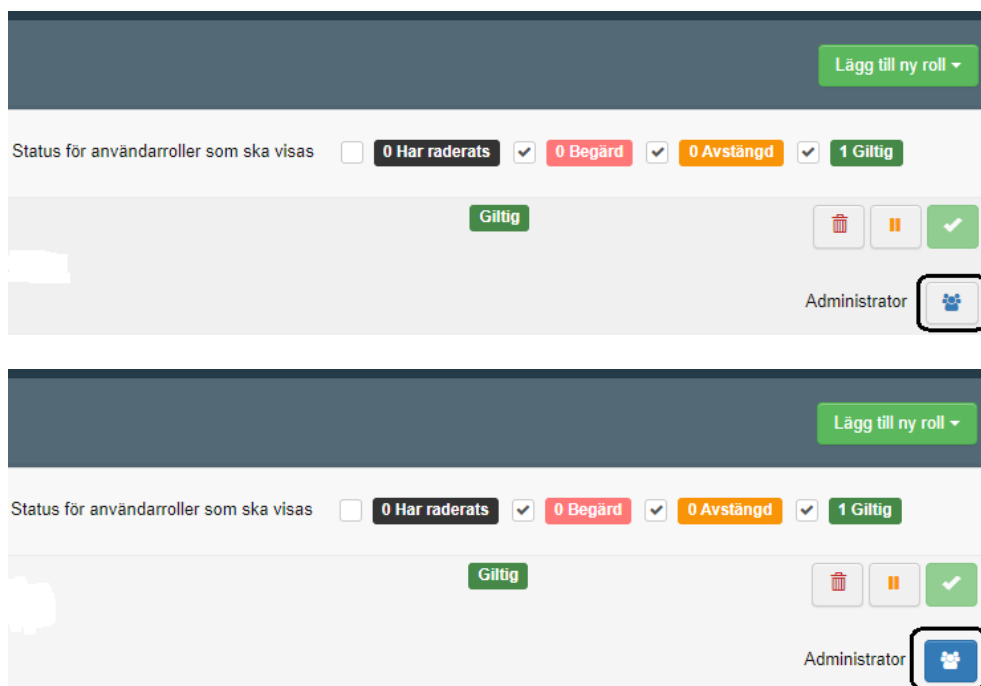 Lägg till ny roll
Status för användarroller som ska visas 0 Har raderats 0 Begärd 0 Avstängd 1 Giltig
Giltig
Administrator
Lägg till ny roll
Status för användarroller som ska visas 0 Har raderats 0 Begärd 0 Avstängd 1 Giltig
Giltig
Administrator